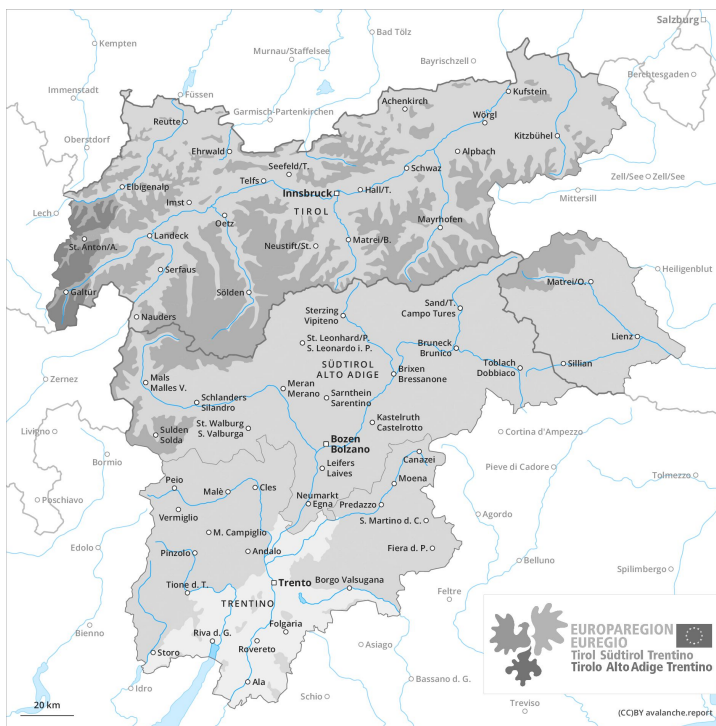 Salzburg
Kempten
Bad Tölz
Murnau/Staffelsee
Bayrischzell
Berchtesgaden
Immenstadt
Füssen
Kufstein
Achenkirch
Garmisch-Partenkirchen
Reutte
Wörgl
Oberstdorf
Kitzbühel
Ehrwald
Alpbach
Seefeld/T.
Schwaz
Telfs
Zell/See
Zell/See
Elbigenalp
Innsbruck
Hall/T.
Mittersill
Imst
TIROL
Lech
Oetz
Mayrhofen
Landeck
Matrei/B.
St. Anton/A.
Neustift/St.
Serfaus
Heiligenblut
Matrei/O.
Galtür
Sölden
Sand/T.
Campo Tures
Nauders
Sterzing
Vipiteno
Lienz
St. Leonhard/P.
S. Leonardo i. P.
Bruneck
Brunico
SÜDTIROL
ALTO ADIGE
Toblach
Dobbiaco
Sillian
Brixen
Bressanone
Zernez
Mals
Malles V.
Meran
Merano
Sarnthein
Sarentino
Schlanders
Silandro
St. Walburg
S. Valburga
Kastelruth
Castelrotto
Livigno
Sulden
Solda
Bozen
Bolzano
Cortina d'Ampezzo
Bormio
Canazei
Leifers
Laives
Pieve di Cadore
Tolmezzo
Peio
Moena
Malè
Cles
Poschiavo
Neumarkt
Egna
Predazzo
Vermiglio
Agordo
S. Martino d. C.
M. Campiglio
Edolo
Pinzolo
Andalo
Fiera d. P.
Belluno
Spilimbergo
Tione d. T.
Trento
Borgo Valsugana
Feltre
TRENTINO
Folgaria
Bienno
Riva d. G.
Rovereto
Asiago
Storo
Ala
Bassano d. G.
Idro
Schio
Treviso
EUROPAREGION
EUREGIO
Tirol Südtirol Trentino
Tirolo Alto Adige Trentino
20 km
(CC)BY avalanche.report